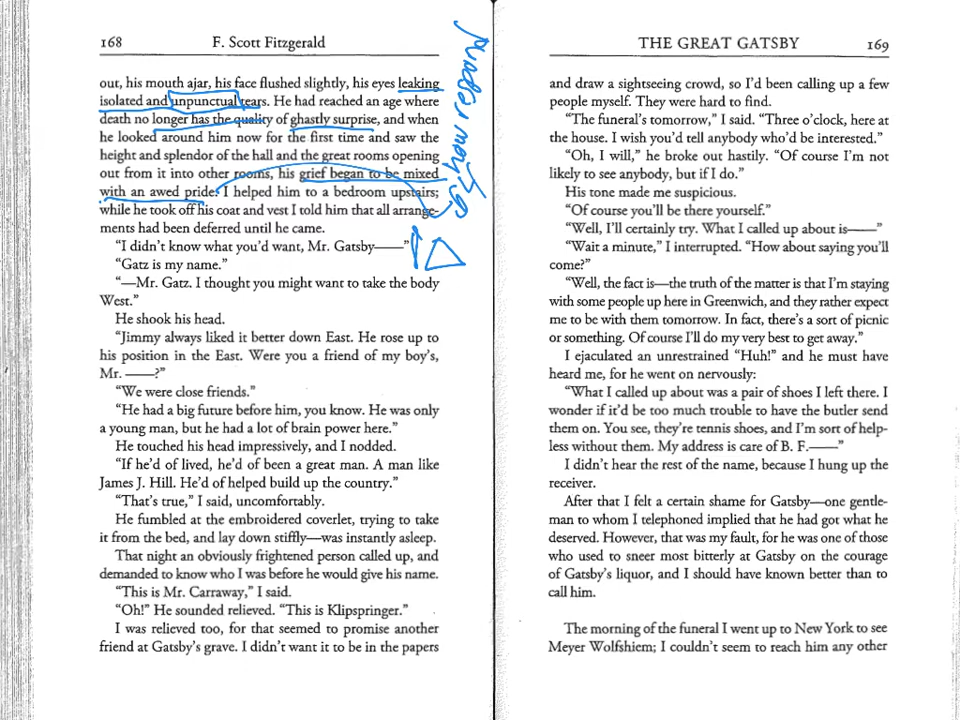 168 F. Scott Fitzgerald
out, his mouth ajar, his face flushed slightly, his eyes leaking
isolated and unpunctual tears. He had reached an age where
death no longer has the quality of ghastly surprise, and when
he looked around him now for the first time and saw the
height and splendor of the hall and the great rooms opening
out from it into other rooms, his grief began to be mixed
with an awed pride. I helped him to a bedroom upstairs;
while he took off his coat and vest I told him that all arrange-
ments had been deferred until he came.
“I didn’t know what you’d want, Mr. Gatsby——”
“Gatz is my name.”
“—Mr. Gatz. I thought you might want to take the body
West.”
He shook his head.
“Jimmy always liked it better down East. He rose up to
his position in the East. Were you a friend of my boy’s,
Mr. ——?”
“We were close friends.”
“He had a big future before him, you know. He was only
a young man, but he had a lot of brain power here.”
He touched his head impressively, and I nodded.
“If he’d of lived, he’d of been a great man. A man like
James J. Hill. He’d of helped build up the country.”
“That’s true,” I said, uncomfortably.
He fumbled at the embroidered coverlet, trying to take
it from the bed, and lay down stiffly—was instantly asleep.
That night an obviously frightened person called up, and
demanded to know who I was before he would give his name.
“This is Mr. Carraway,” I said.
“Oh!” He sounded relieved. “This is Klipspringer.”
I was relieved too, for that seemed to promise another
friend at Gatsby’s grave. I didn’t want it to be in the papers
THE GREAT GATSBY 169
and draw a sightseeing crowd, so I’d been calling up a few
people myself. They were hard to find.
“The funeral’s tomorrow,” I said. “Three o’clock, here at
the house. I wish you’d tell anybody who’d be interested.”
“Oh, I will,” he broke out hastily. “Of course I’m not
likely to see anybody, but if I do.”
His tone made me suspicious.
“Of course you’ll be there yourself.”
“Well, I’ll certainly try. What I called up about is——”
“Wait a minute,” I interrupted. “How about saying you’ll
come?”
“Well, the fact is—the truth of the matter is that I’m staying
with some people up here in Greenwich, and they rather expect
me to be with them tomorrow. In fact, there’s a sort of picnic
or something. Of course I’ll do my very best to get away.”
I ejaculated an unrestrained “Huh!” and he must have
heard me, for he went on nervously:
“What I called up about was a pair of shoes I left there. I
wonder if it’d be too much trouble to have the butler send
them on. You see, they’re tennis shoes, and I’m sort of help-
less without them. My address is care of B. F.——”
I didn’t hear the rest of the name, because I hung up the
receiver.
After that I felt a certain shame for Gatsby—one gentle-
man to whom I telephoned implied that he had got what he
deserved. However, that was my fault, for he was one of those
who used to sneer most bitterly at Gatsby on the courage
of Gatsby’s liquor, and I should have known better than to
call him.
The morning of the funeral I went up to New York to see
Meyer Wolfshiem; I couldn’t seem to reach him any other